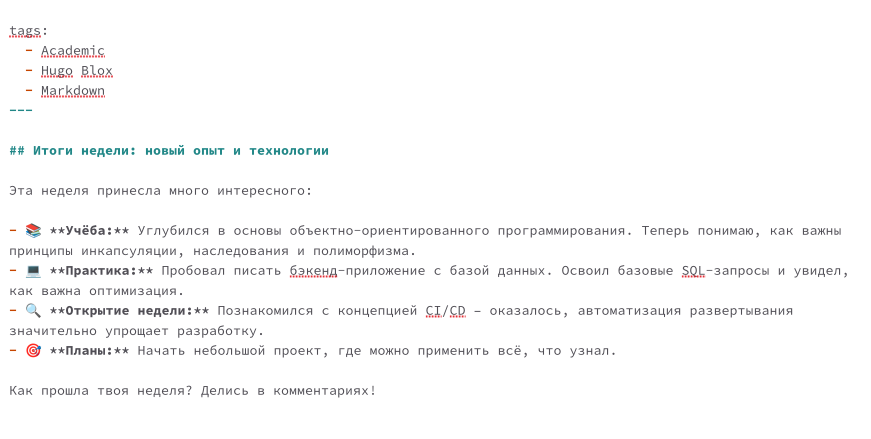 tags:
  - Academic
  - Hugo Blox
  - Markdown
---
## Итоги недели: новый опыт и технологии
Эта неделя принесла много интересного:
- 📚 **Учёба:** Углубился в основы объектно-ориентированного программирования. Теперь понимаю, как важны
принципы инкапсуляции, наследования и полиморфизма.
- 💻 **Практика:** Пробовал писать бэкенд-приложение с базой данных. Освоил базовые SQL-запросы и увидел,
как важна оптимизация.
- 🔍 **Открытие недели:** Познакомился с концепцией CI/CD – оказалось, автоматизация развертывания
значительно упрощает разработку.
- 🎯 **Планы:** Начать небольшой проект, где можно применить всё, что узнал.
Как прошла твоя неделя? Делись в комментариях!